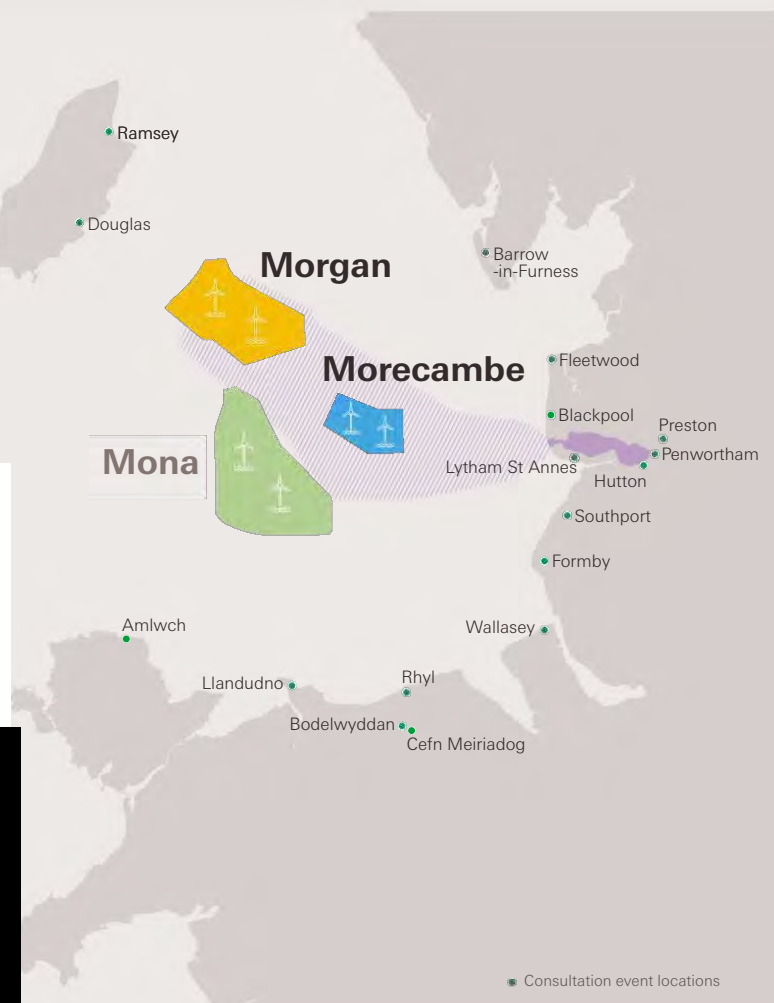 Ramsey
Douglas
Morgan
Barrow
-in-Furness
Morecambe
Fleetwood
Blackpool
Preston
Mona
Penwortham
Lytham St Annes
Hutton
Southport
Formby
Amlwch
Wallasey
Llandudno
Rhyl
Bodelwyddan
Cefn Meiriadog
Consultation event locations